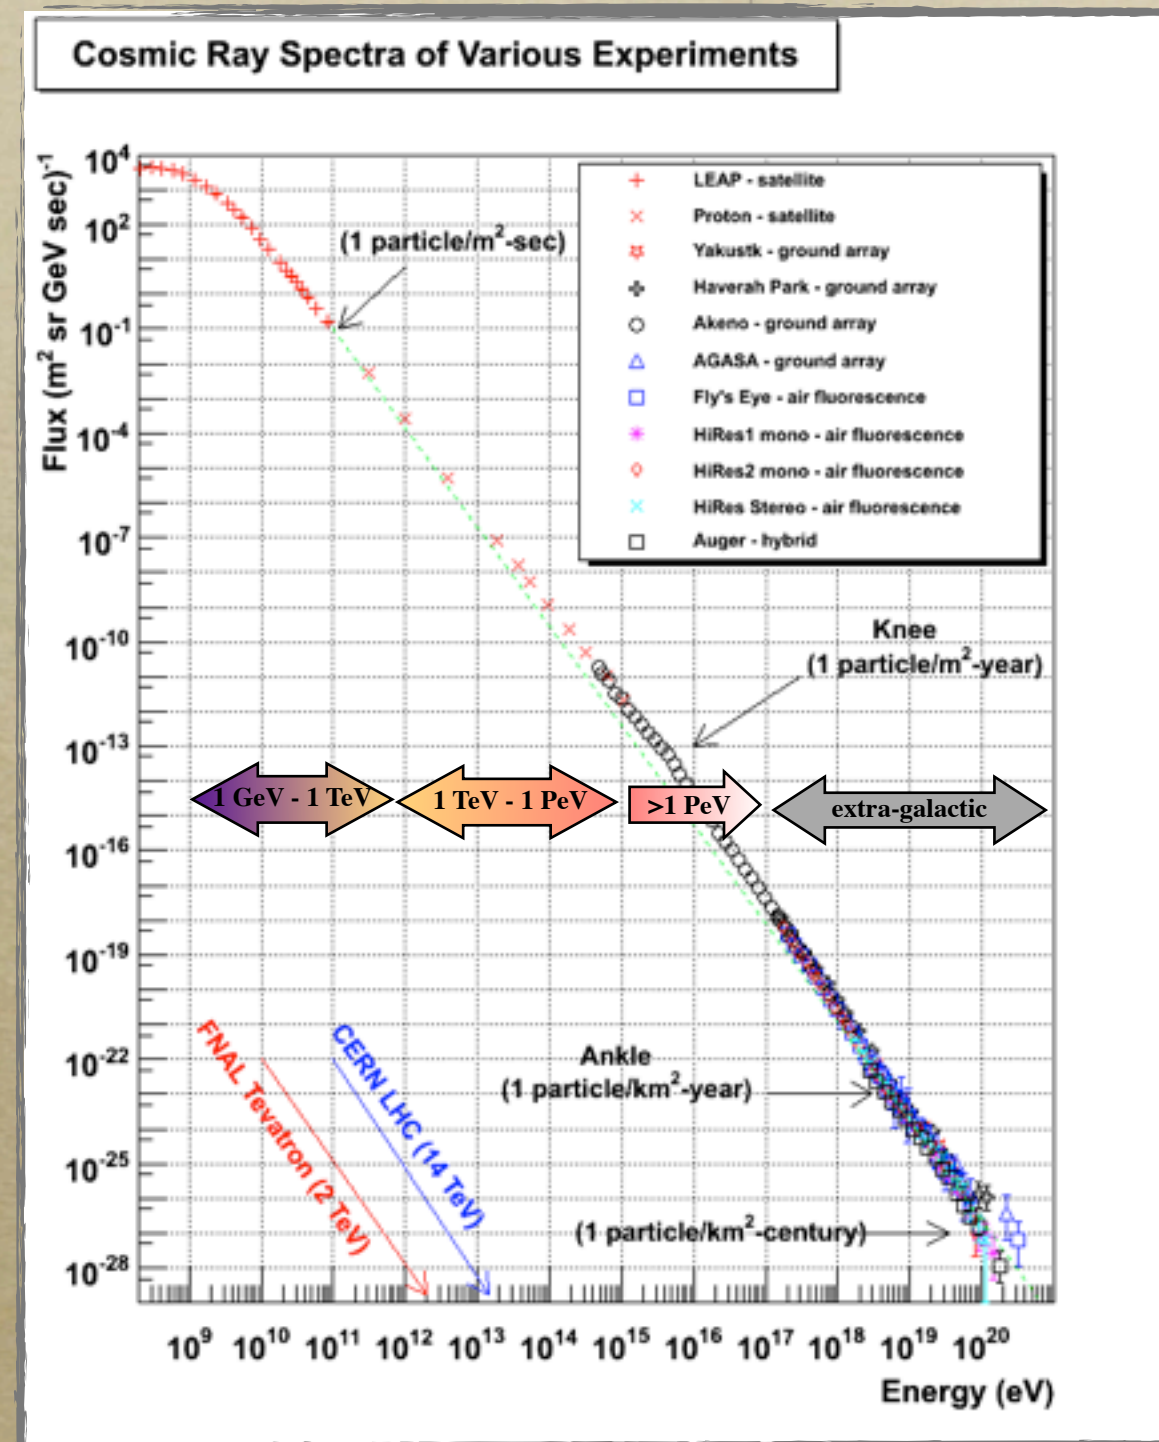 Cosmic Ray Spectra of Various Experiments
Flux (m² sr GeV sec)⁻¹
10⁴
10²
10⁻¹
10⁻⁴
10⁻⁷
10⁻¹⁰
10⁻¹³
10⁻¹⁶
10⁻¹⁹
10⁻²²
10⁻²⁵
10⁻²⁸
LEAP - satellite
Proton - satellite
Yakustk - ground array
Haverah Park - ground array
Akeno - ground array
AGASA - ground array
Fly's Eye - air fluorescence
HiRes1 mono - air fluorescence
HiRes2 mono - air fluorescence
HiRes Stereo - air fluorescence
Auger - hybrid
(1 particle/m²-sec)
Knee
(1 particle/m²-year)
1 GeV - 1 TeV
1 TeV - 1 PeV
>1 PeV
extra-galactic
FNAL Tevatron (2 TeV)
CERN LHC (14 TeV)
Ankle
(1 particle/km²-year)
(1 particle/km²-century)
10⁹ 10¹⁰ 10¹¹ 10¹² 10¹³ 10¹⁴ 10¹⁵ 10¹⁶ 10¹⁷ 10¹⁸ 10¹⁹ 10²⁰
Energy (eV)